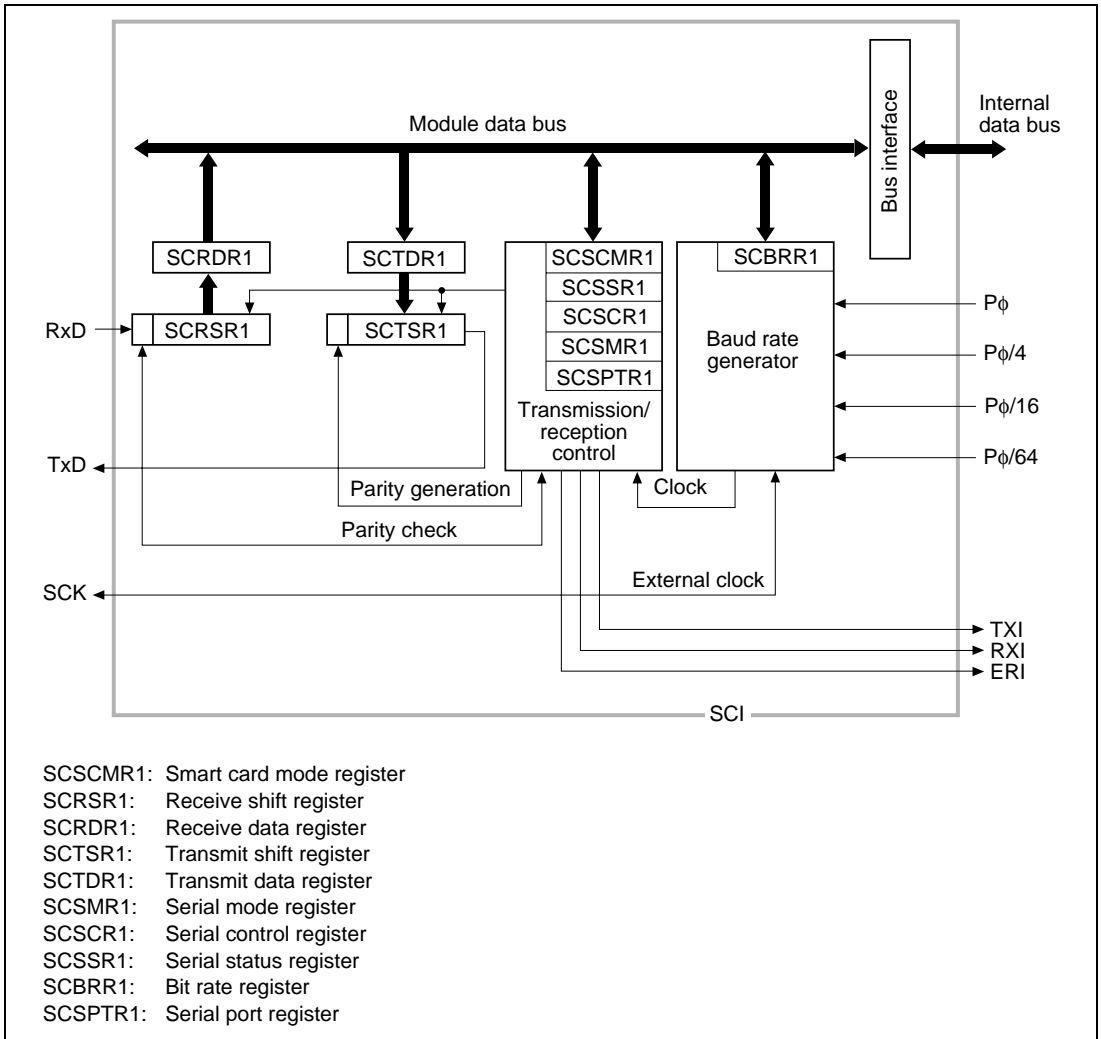 Module data bus
Bus interface
Internal
data bus
SCRDR1
SCTDR1
SCSCMR1
SCSSR1
SCSCR1
SCSMR1
SCSPTR1
Transmission/
reception
control
SCBRR1
Baud rate
generator
RxD
SCRSR1
SCTSR1
Pϕ
Pϕ/4
Pϕ/16
Pϕ/64
TxD
Parity generation
Clock
Parity check
SCK
External clock
TXI
RXI
ERI
SCI
SCSCMR1: Smart card mode register
SCRSR1: Receive shift register
SCRDR1: Receive data register
SCTSR1: Transmit shift register
SCTDR1: Transmit data register
SCSMR1: Serial mode register
SCSCR1: Serial control register
SCSSR1: Serial status register
SCBRR1: Bit rate register
SCSPTR1: Serial port register